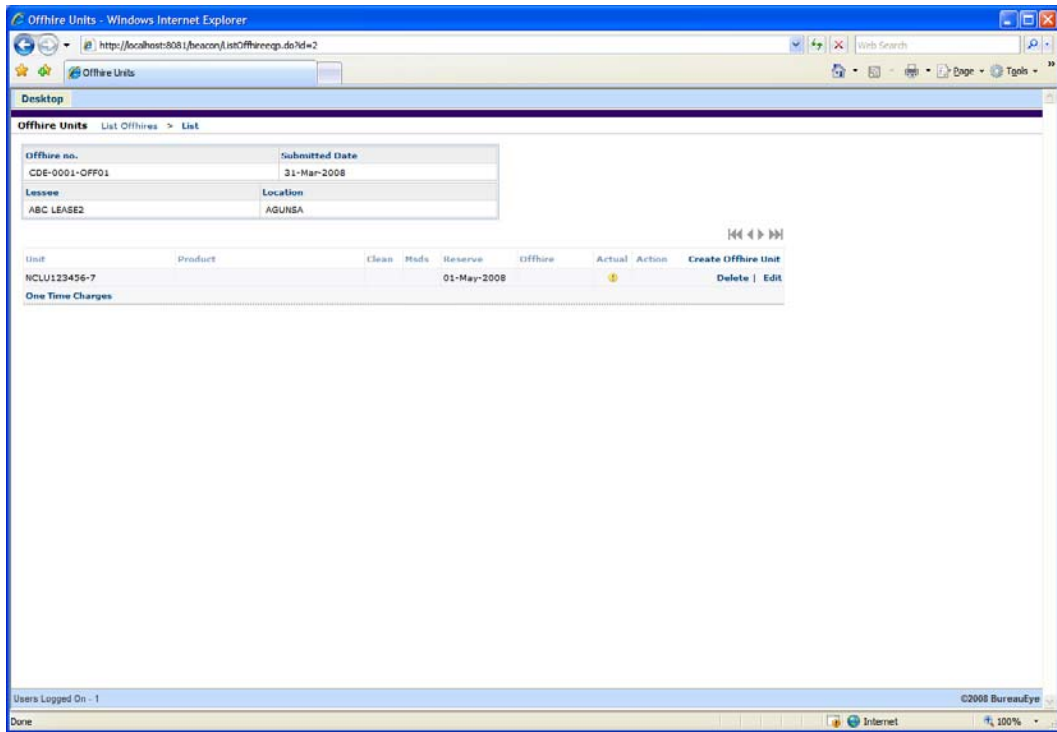 Offhire Units - Windows Internet Explorer
http://localhost:8081/beacon/ListOffhireeqp.do?id=2
Web Search
Offhire Units
Page
Tools
»
Desktop
Offhire Units List Offhires > List
Offhire no. Submitted Date
CDE-0001-OFF01 31-Mar-2008
Lessee Location
ABC LEASE2 AGUNSA
Unit Product Clean Msds Reserve Offhire Actual Action Create Offhire Unit
NCLU123456-7 01-May-2008 Delete | Edit
One Time Charges
Users Logged On - 1 ©2008 BureauEye
Done Internet 100%